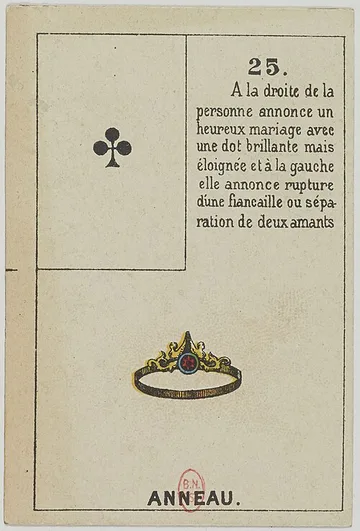 25.
A la droite de la
personne annonce un
heureux mariage avec
une dot brillante mais
éloignée et à la gauche
elle annonce rupture
d'une fiancaille ou sépa-
ration de deux amants
B.N.
ANNEAU.